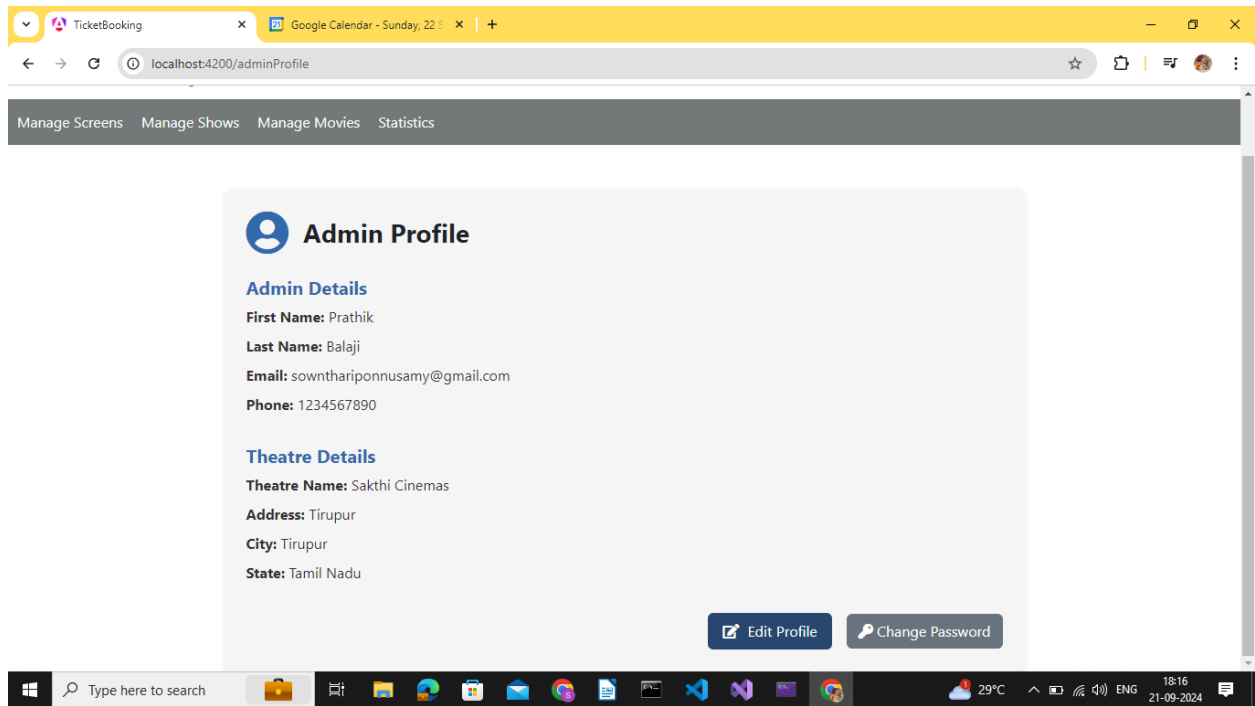 TicketBooking
Google Calendar - Sunday, 22 S
localhost:4200/adminProfile
Manage Screens Manage Shows Manage Movies Statistics
Admin Profile
Admin Details
First Name: Prathik
Last Name: Balaji
Email: sownthariponnusamy@gmail.com
Phone: 1234567890
Theatre Details
Theatre Name: Sakthi Cinemas
Address: Tirupur
City: Tirupur
State: Tamil Nadu
Edit Profile Change Password
Type here to search
29°C ENG 18:16
21-09-2024